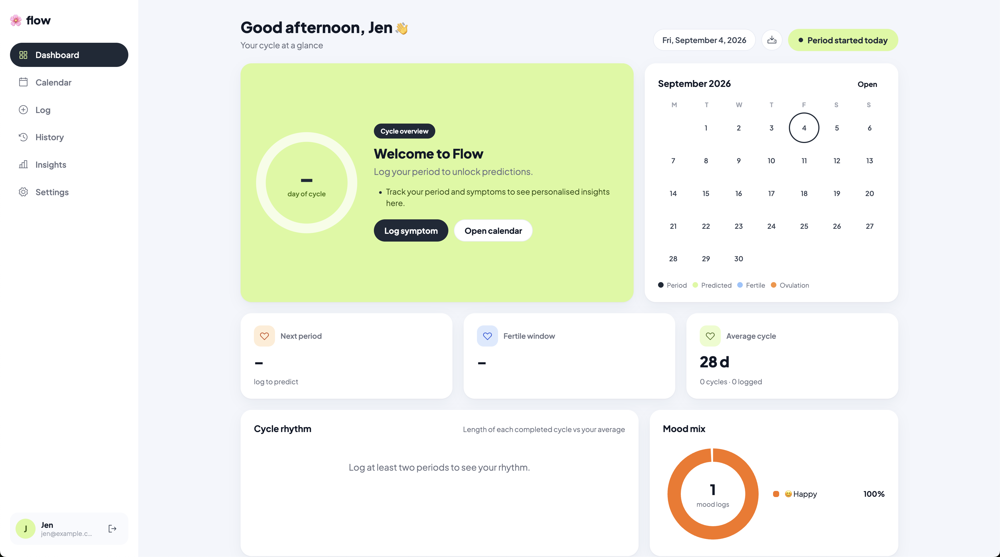 flow
Dashboard
Calendar
Log
History
Insights
Settings
J
Jen
jen@example.c...
Good afternoon, Jen 👋
Your cycle at a glance
Fri, September 4, 2026
Period started today
–
day of cycle
Cycle overview
Welcome to Flow
Log your period to unlock predictions.
• Track your period and symptoms to see personalised insights
here.
Log symptom
Open calendar
September 2026
Open
M T W T F S S
1 2 3 4 5 6
7 8 9 10 11 12 13
14 15 16 17 18 19 20
21 22 23 24 25 26 27
28 29 30
Period Predicted Fertile Ovulation
Next period
–
log to predict
Fertile window
–
Average cycle
28 d
0 cycles · 0 logged
Cycle rhythm
Length of each completed cycle vs your average
Log at least two periods to see your rhythm.
Mood mix
1
mood logs
😊 Happy 100%